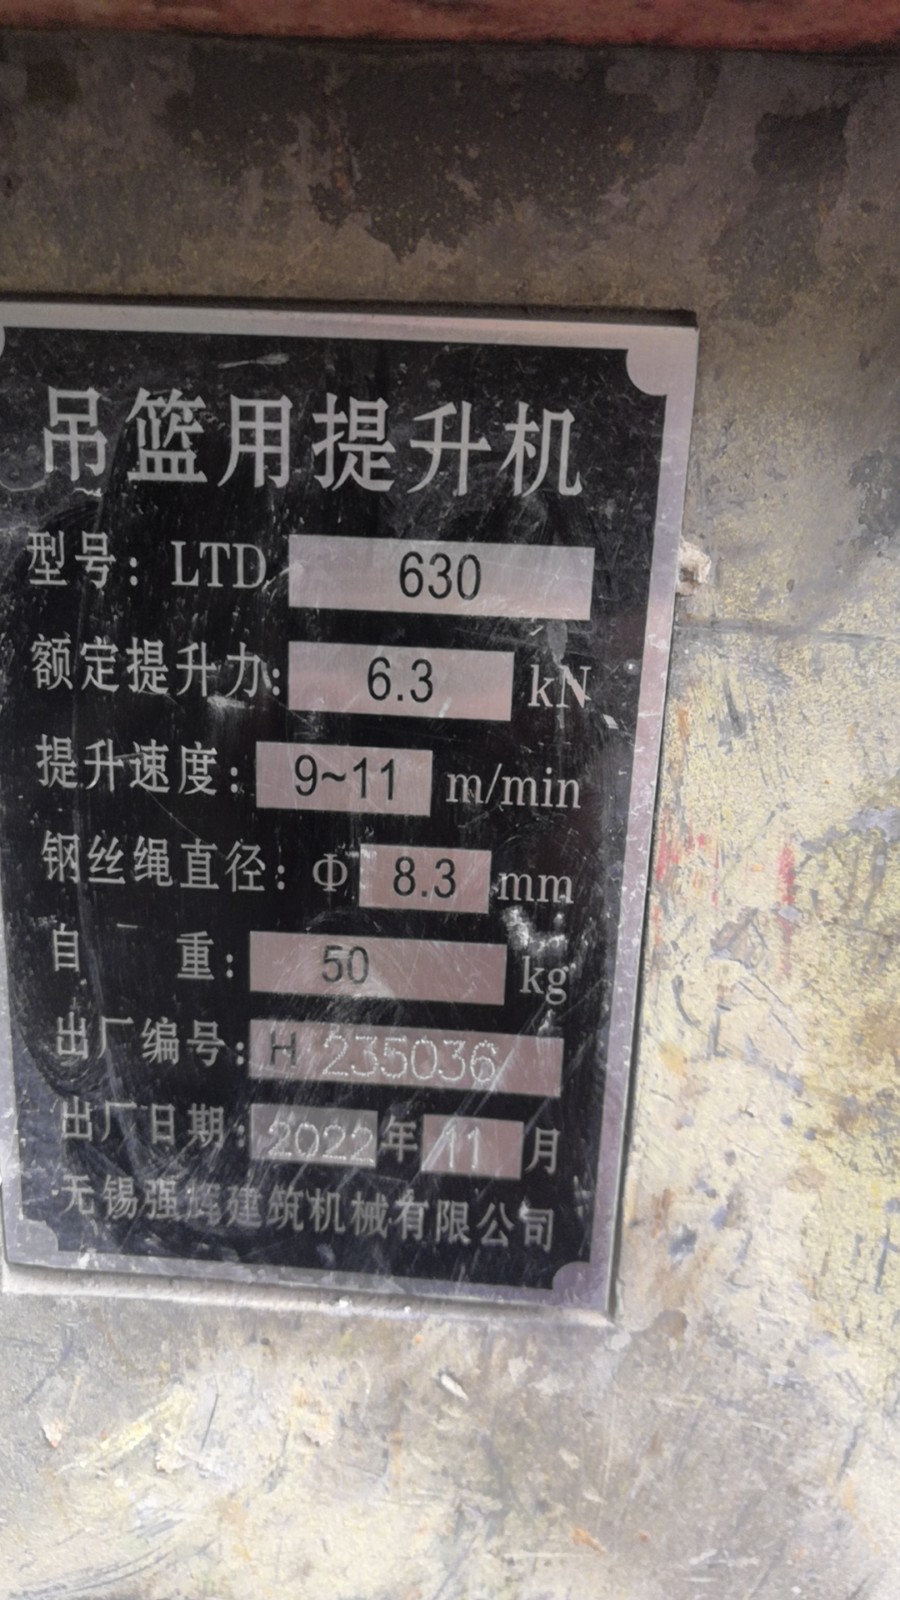 吊篮用提升机
型号：LTD 630
额定提升力：6.3 kN
提升速度：9~11 m/min
钢丝绳直径：Φ 8.3 mm
自 重：50 kg
出厂编号：H 235036
出厂日期：2022年11月
无锡强辉建筑机械有限公司